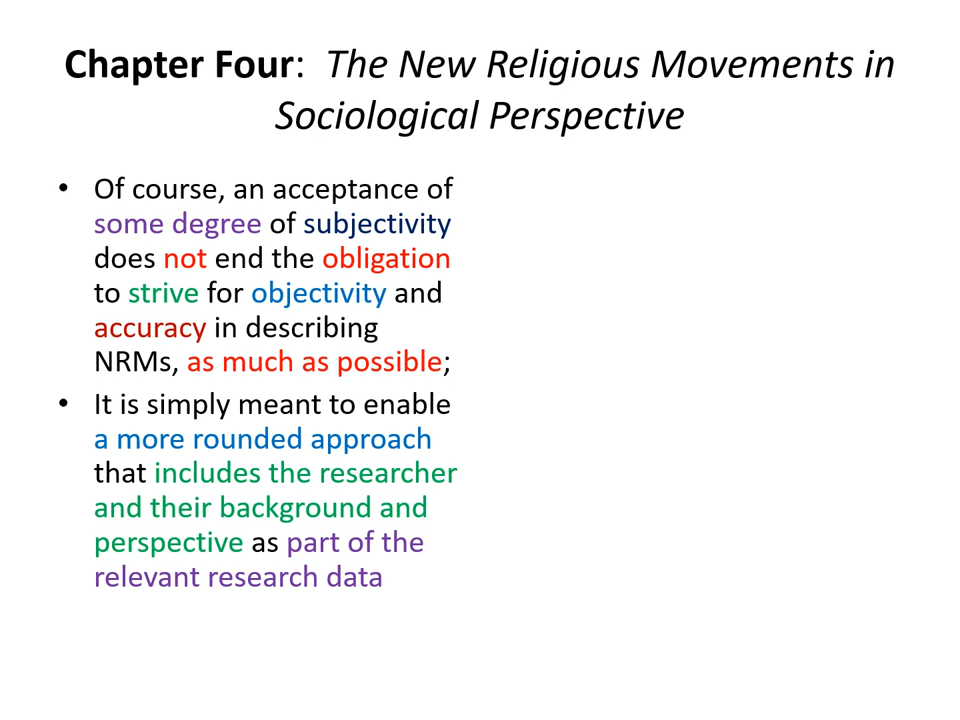 Chapter Four:  The New Religious Movements in
Sociological Perspective
• Of course, an acceptance of
some degree of subjectivity
does not end the obligation
to strive for objectivity and
accuracy in describing
NRMs, as much as possible;
• It is simply meant to enable
a more rounded approach
that includes the researcher
and their background and
perspective as part of the
relevant research data